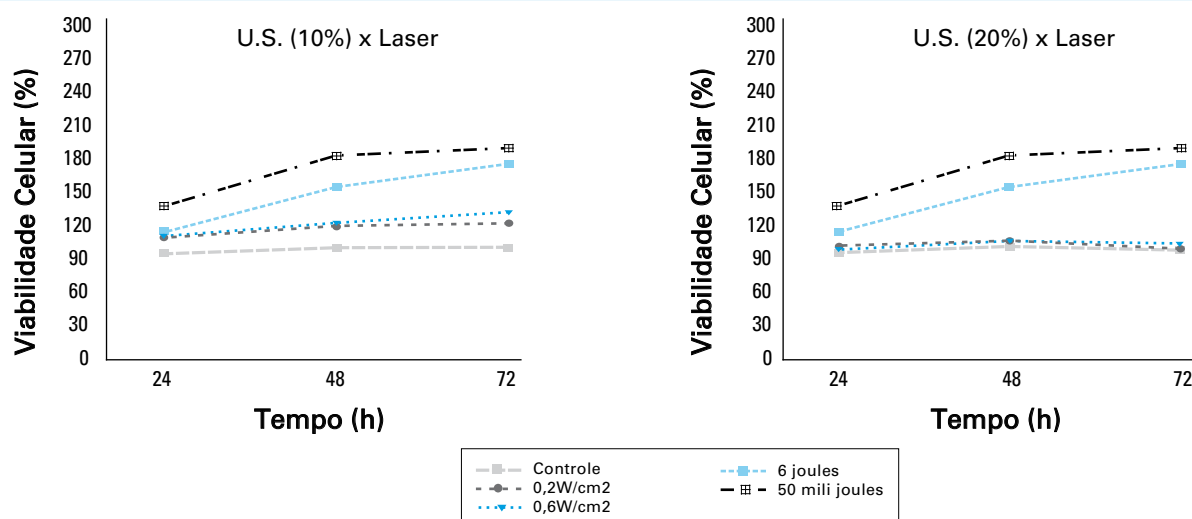 U.S. (10%) x Laser
Viabilidade Celular (%)
300
270
240
210
180
150
120
90
60
30
0
24 48 72
Tempo (h)
U.S. (20%) x Laser
Viabilidade Celular (%)
300
270
240
210
180
150
120
90
60
30
0
24 48 72
Tempo (h)
Controle
0,2W/cm2
0,6W/cm2
6 joules
50 mili joules